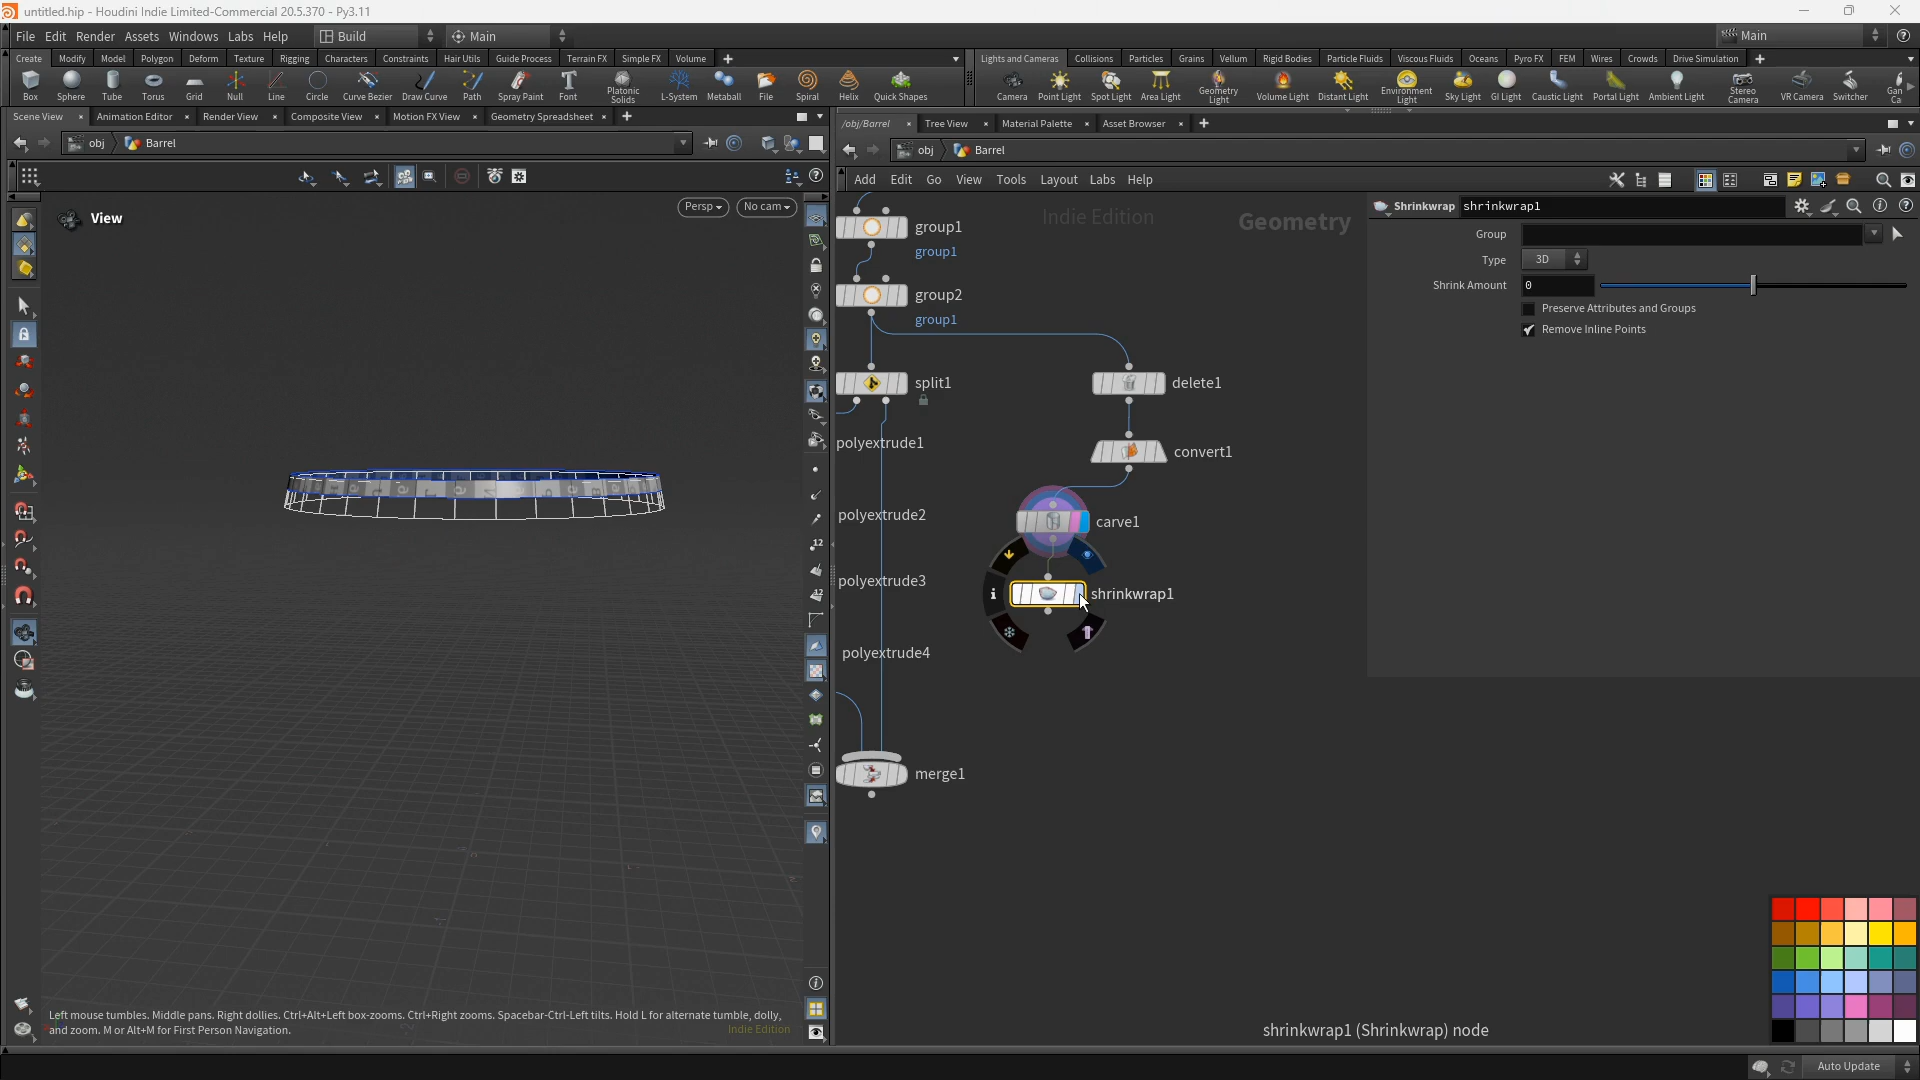 untitled.hip - Houdini Indie Limited-Commercial 20.5.370 - Py3.11
File Edit Render Assets Windows Labs Help Build Main Main
Create Modify Model Polygon Deform Texture Rigging Characters Constraints Hair Utils Guide Process Terrain FX Simple FX Volume
Lights and Cameras Collisions Particles Grains Vellum Rigid Bodies Particle Fluids Viscous Fluids Oceans Pyro FX FEM Wires Crowds Drive Simulation
Box Sphere Tube Torus Grid Null Line Circle Curve Bezier Draw Curve Path Spray Paint Font Platonic Solids L-System Metaball File Spiral Helix Quick Shapes
Camera Point Light Spot Light Area Light Geometry Light Volume Light Distant Light Environment Light Sky Light GI Light Caustic Light Portal Light Ambient Light Stereo Camera VR Camera Switcher Gan Ca
Scene View Animation Editor Render View Composite View Motion FX View Geometry Spreadsheet
/obj/Barrel Tree View Material Palette Asset Browser
obj Barrel
obj Barrel
Add Edit Go View Tools Layout Labs Help
View
Persp No cam
Indie Edition
Geometry
Shrinkwrap shrinkwrap1
Group
Type 3D
Shrink Amount 0
Preserve Attributes and Groups
Remove Inline Points
group1
group1
group2
group1
split1
delete1
polyextrude1
convert1
polyextrude2
carve1
polyextrude3
shrinkwrap1
polyextrude4
merge1
12
12
Left mouse tumbles. Middle pans. Right dollies. Ctrl+Alt+Left box-zooms. Ctrl+Right zooms. Spacebar-Ctrl-Left tilts. Hold L for alternate tumble, dolly,
and zoom. M or Alt+M for First Person Navigation.
Indie Edition
shrinkwrap1 (Shrinkwrap) node
Auto Update